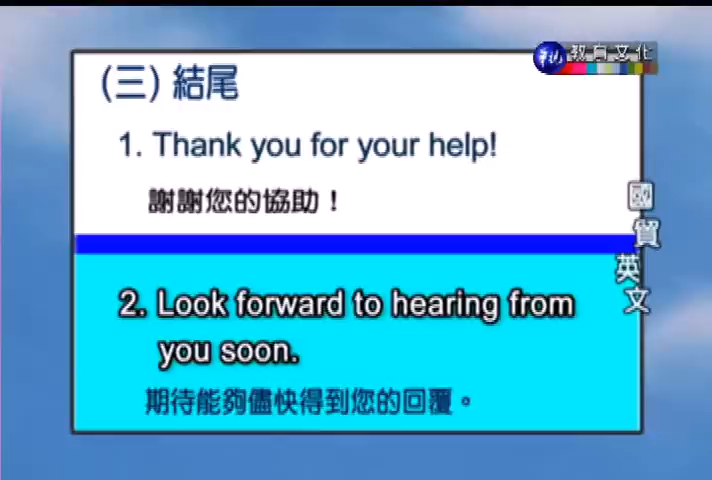 教育文化
(三) 結尾
1. Thank you for your help!
謝謝您的協助！
2. Look forward to hearing from
you soon.
期待能夠儘快得到您的回覆。
國貿英文